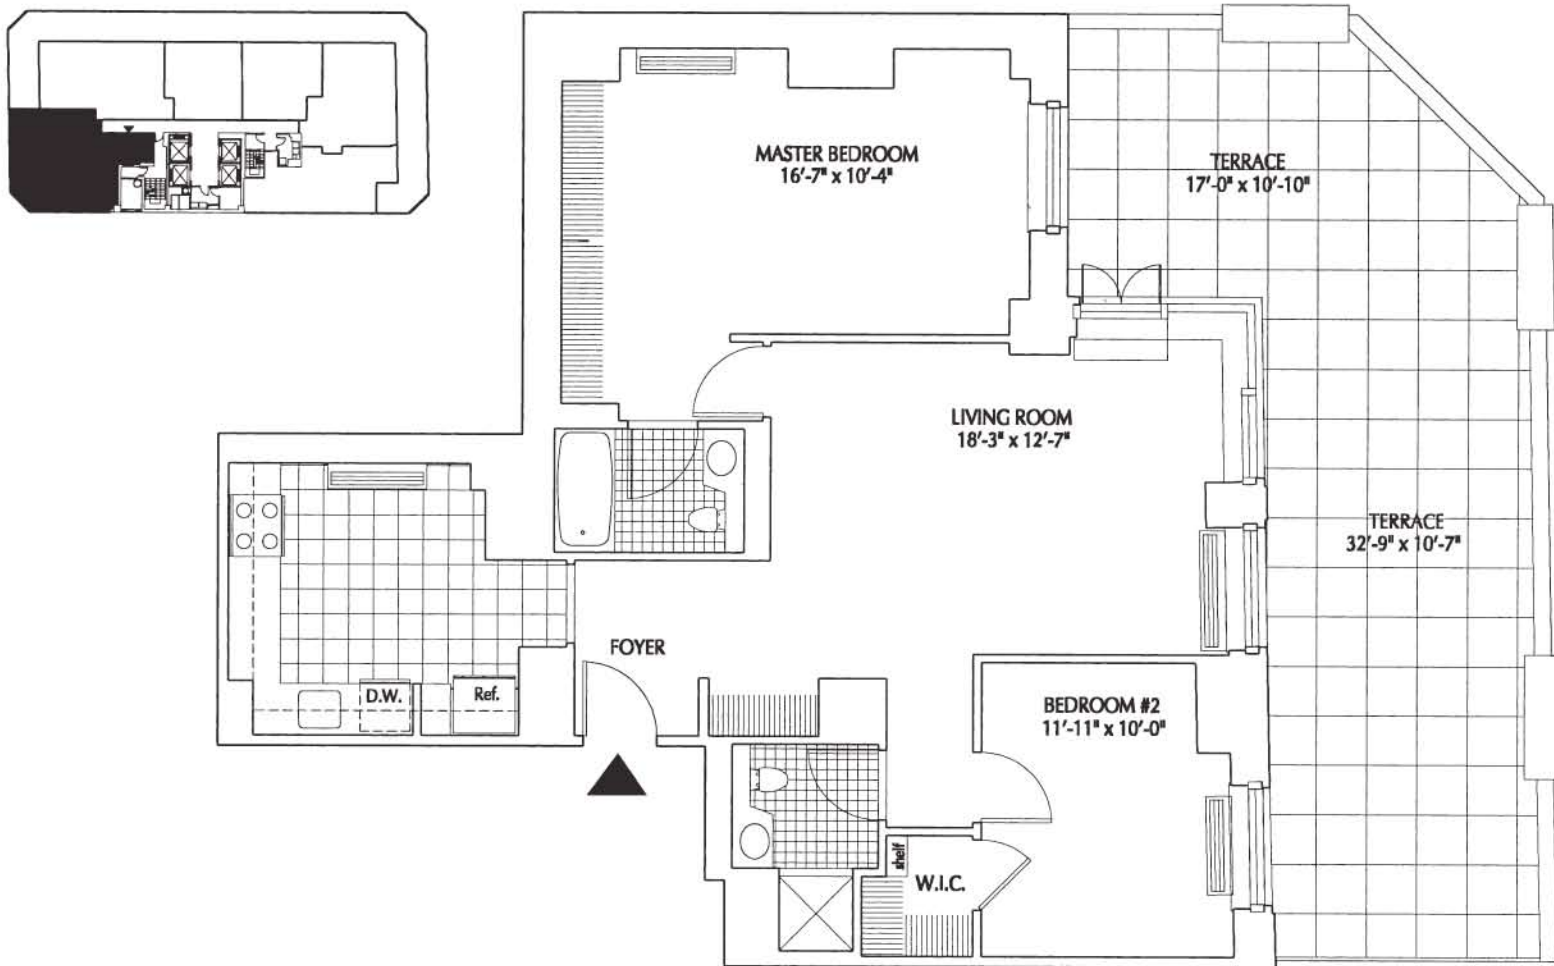 MASTER BEDROOM
16'-7" x 10'-4"
TERRACE
17'-0" x 10'-10"
LIVING ROOM
18'-3" x 12'-7"
TERRACE
32'-9" x 10'-7"
FOYER
D.W.
Ref.
BEDROOM #2
11'-11" x 10'-0"
shelf
W.I.C.